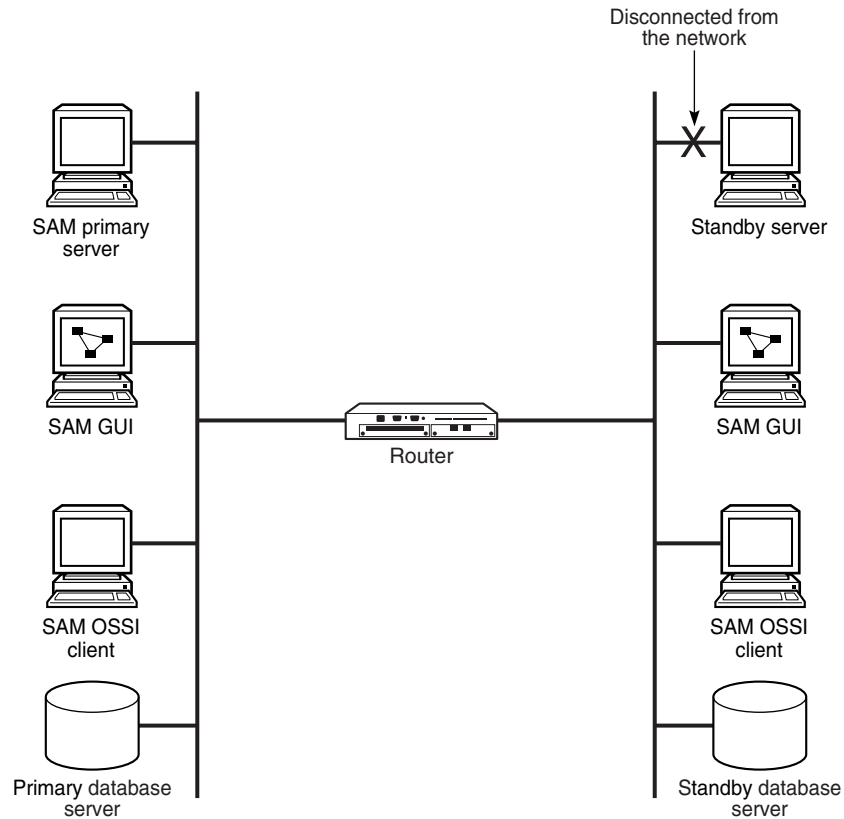 Disconnected from
the network
SAM primary
server
Standby server
SAM GUI
SAM GUI
Router
SAM OSSI
client
SAM OSSI
client
Primary database
server
Standby database
server